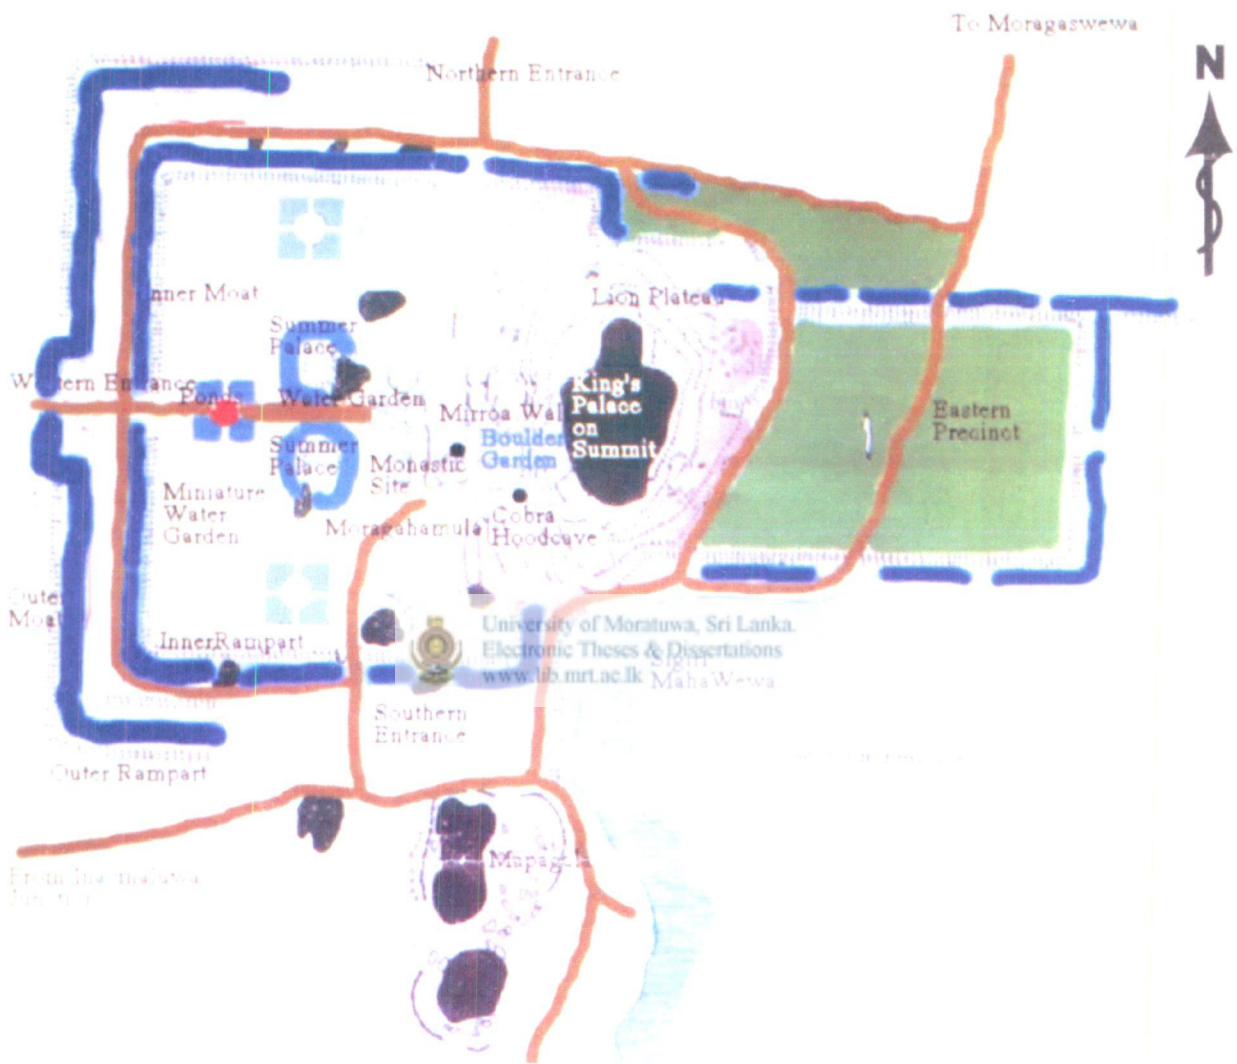 To Moragaswewa
N
Northern Entrance
Inner Moat
Lion Plateau
Summer
Palace
Western Entrance
Ponds
Water Garden
King's
Palace
on
Summit
Mirroa Wal
Boulder
Garden
Eastern
Precinct
Summer
Palace
Monastic
Site
Miniature
Water
Garden
Moragahamula
Cobra
Hoodcave
Outer
Moat
InnerRampart
University of Moratuwa, Sri Lanka.
Electronic Theses & Dissertations
www.lib.mrt.ac.lk
MahaWewa
Southern
Entrance
Outer Rampart
From